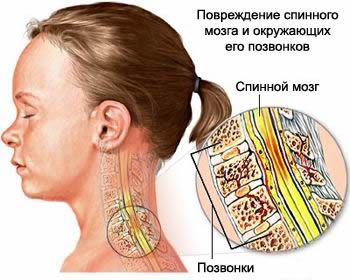 Повреждение спинного
мозга и окружающих
его позвонков
Спинной мозг
Позвонки